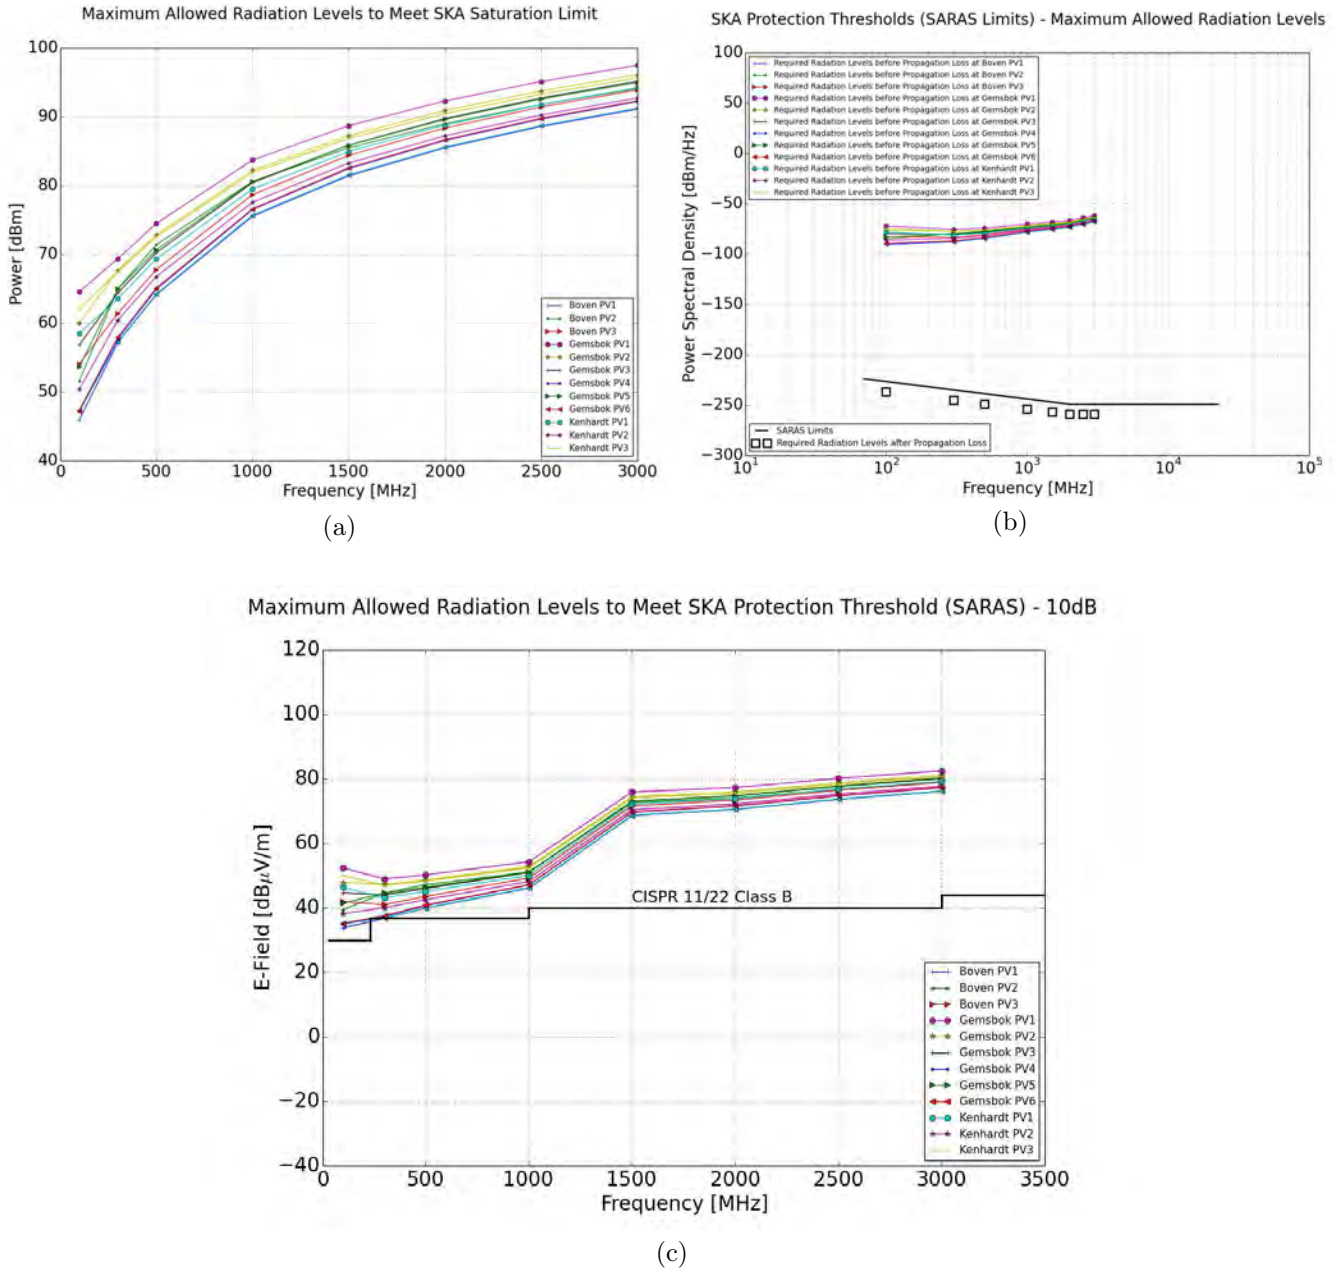 Maximum Allowed Radiation Levels to Meet SKA Saturation Limit
100
90
80
70
60
50
40
Power [dBm]
0 500 1000 1500 2000 2500 3000
Frequency [MHz]
Boven PV1
Boven PV2
Boven PV3
Gemsbok PV1
Gemsbok PV2
Gemsbok PV3
Gemsbok PV4
Gemsbok PV5
Gemsbok PV6
Kenhardt PV1
Kenhardt PV2
Kenhardt PV3
(a)
SKA Protection Thresholds (SARAS Limits) - Maximum Allowed Radiation Levels
100
50
0
−50
−100
−150
−200
−250
−300
Power Spectral Density [dBm/Hz]
Required Radation Levels before Propagation Loss at Boven PV1
Required Radiation Levels before Propagation Loss at Boven PV2
Required Radiation Levels before Propagation Loss at Boven PV3
Required Radiation Levels before Propagation Loss at Gemsbok PV1
Required Radiation Levels before Propagation Loss at Gemsbok PV2
Required Radiation Levels before Propagation Loss at Gemsbok PV3
Required Radiation Levels before Propagation Loss at Gemsbok PV4
Required Radiation Levels before Propagation Loss at Gemsbok PV5
Required Radiation Levels before Propagation Loss at Gemsbok PV6
Required Radiation Levels before Propagation Loss at Kenhardt PV1
Required Radiation Levels before Propagation Loss at Kenhardt PV2
Required Radiation Levels before Propagation Loss at Kenhardt PV3
SARAS Limits
Required Radiation Levels after Propagation Loss
10^1 10^2 10^3 10^4 10^5
Frequency [MHz]
(b)
Maximum Allowed Radiation Levels to Meet SKA Protection Threshold (SARAS) - 10dB
120
100
80
60
40
20
0
−20
−40
E-Field [dBµV/m]
CISPR 11/22 Class B
Boven PV1
Boven PV2
Boven PV3
Gemsbok PV1
Gemsbok PV2
Gemsbok PV3
Gemsbok PV4
Gemsbok PV5
Gemsbok PV6
Kenhardt PV1
Kenhardt PV2
Kenhardt PV3
0 500 1000 1500 2000 2500 3000 3500
Frequency [MHz]
(c)